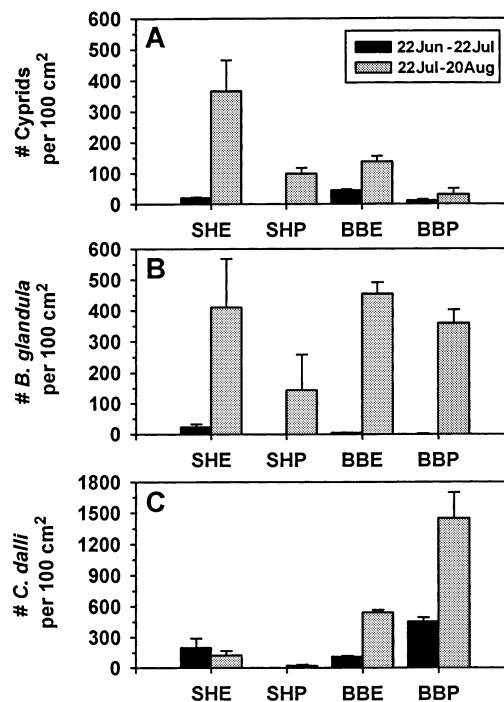 A
22Jun - 22Jul
22Jul-20Aug
# Cyprids
per 100 cm²
600
500
400
300
200
100
0
SHE SHP BBE BBP
B
# B. glandula
per 100 cm²
600
500
400
300
200
100
0
SHE SHP BBE BBP
C
# C. dalli
per 100 cm²
1800
1500
1200
900
600
300
0
SHE SHP BBE BBP